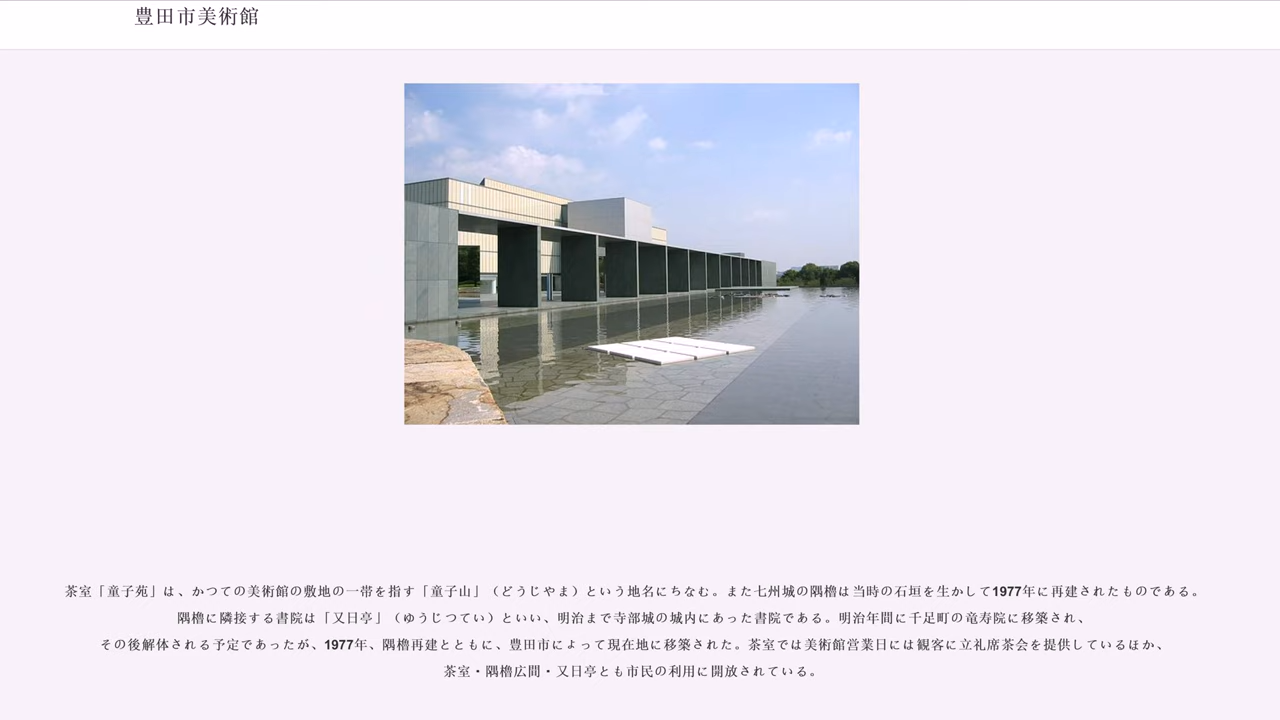 豊田市美術館
茶室「童子苑」は、かつての美術館の敷地の一帯を指す「童子山」（どうじやま）という地名にちなむ。また七州城の隅櫓は当時の石垣を生かして1977年に再建されたものである。
隅櫓に隣接する書院は「又日亭」（ゆうじつてい）といい、明治まで寺部城の城内にあった書院である。明治年間に千足町の竜寿院に移築され、
その後解体される予定であったが、1977年、隅櫓再建とともに、豊田市によって現在地に移築された。茶室では美術館営業日には観客に立礼席茶会を提供しているほか、
茶室・隅櫓広間・又日亭とも市民の利用に開放されている。